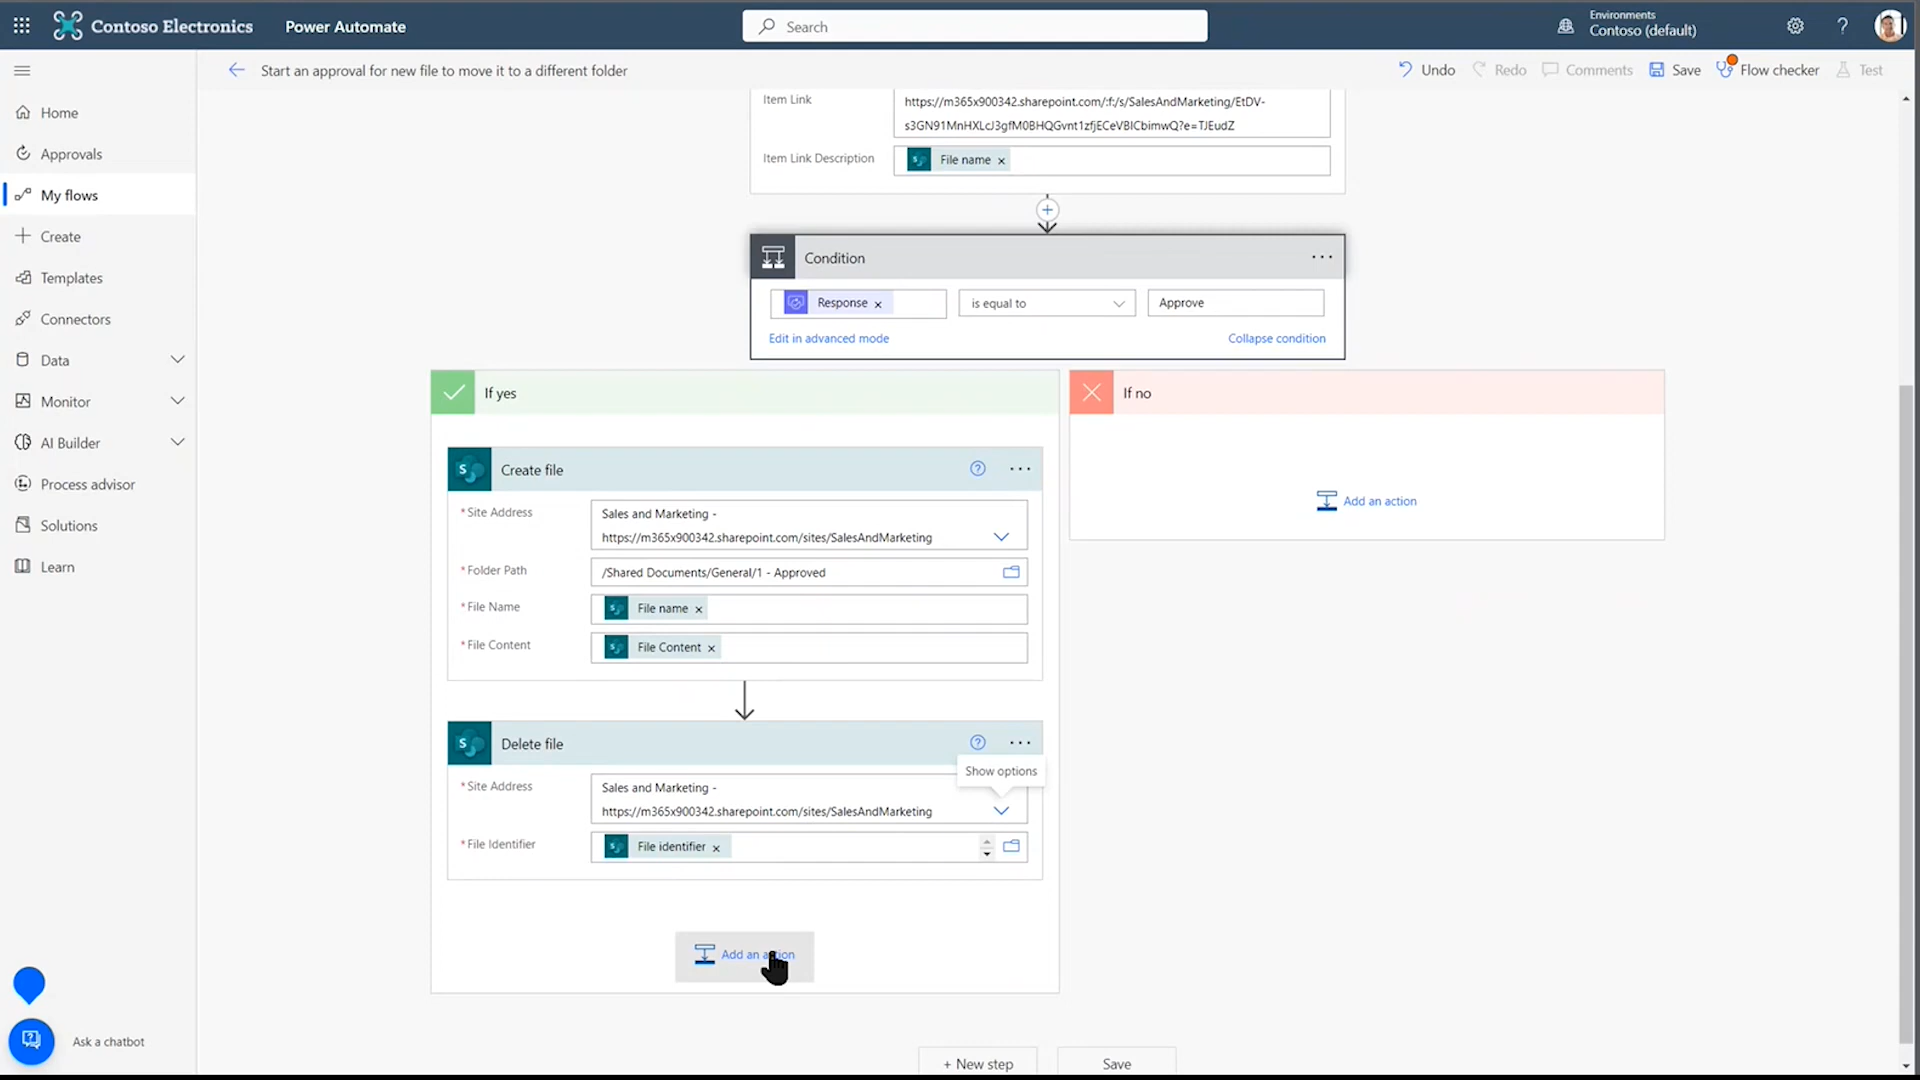 Contoso Electronics
Power Automate
Search
Environments
Contoso (default)
?
Start an approval for new file to move it to a different folder
Undo
Redo
Comments
Save
Flow checker
Test
Home
Approvals
My flows
Create
Templates
Connectors
Data
Monitor
AI Builder
Process advisor
Solutions
Learn
Ask a chatbot
Item Link
https://m365x900342.sharepoint.com/:f:/s/SalesAndMarketing/EtDV-
s3GN91MnHXLcJ3gfM0BHQGvnt1zfjECeVBICbimwQ?e=TJEudZ
Item Link Description
File name ×
Condition
Response ×
is equal to
Approve
Edit in advanced mode
Collapse condition
If yes
If no
Add an action
Create file
* Site Address
Sales and Marketing -
https://m365x900342.sharepoint.com/sites/SalesAndMarketing
* Folder Path
/Shared Documents/General/1 - Approved
* File Name
File name ×
* File Content
File Content ×
Delete file
Show options
* Site Address
Sales and Marketing -
https://m365x900342.sharepoint.com/sites/SalesAndMarketing
* File Identifier
File identifier ×
Add an action
+ New step
Save